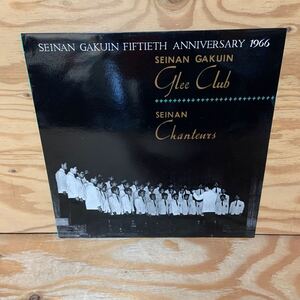 SEINAN GAKUIN FIFTIETH ANNIVERSARY 1966
SEINAN GAKUIN
Glee Club
SEINAN
Chanteurs